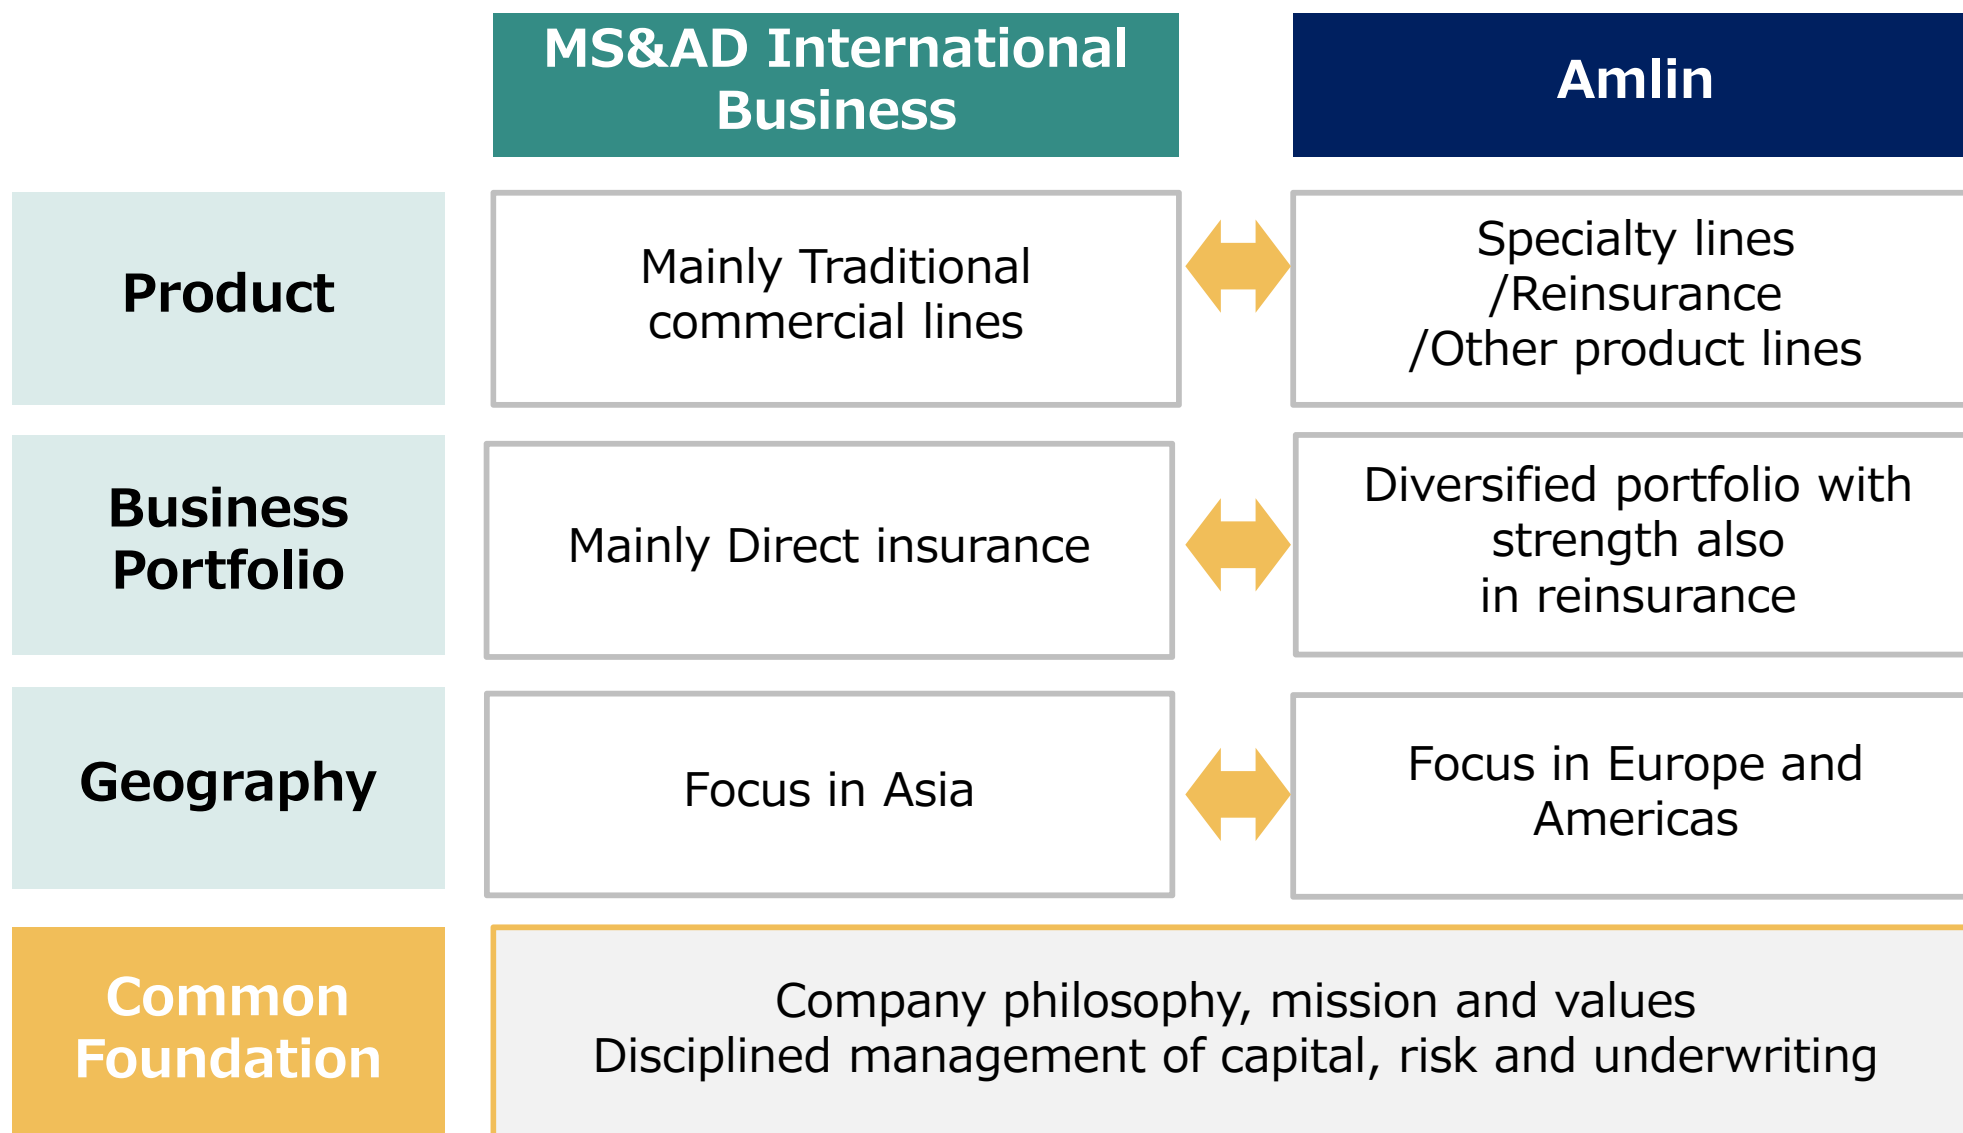 MS&AD International
Business
Amlin
Product
Mainly Traditional
commercial lines
Specialty lines
/Reinsurance
/Other product lines
Business
Portfolio
Mainly Direct insurance
Diversified portfolio with
strength also
in reinsurance
Geography
Focus in Asia
Focus in Europe and
Americas
Common
Foundation
Company philosophy, mission and values
Disciplined management of capital, risk and underwriting